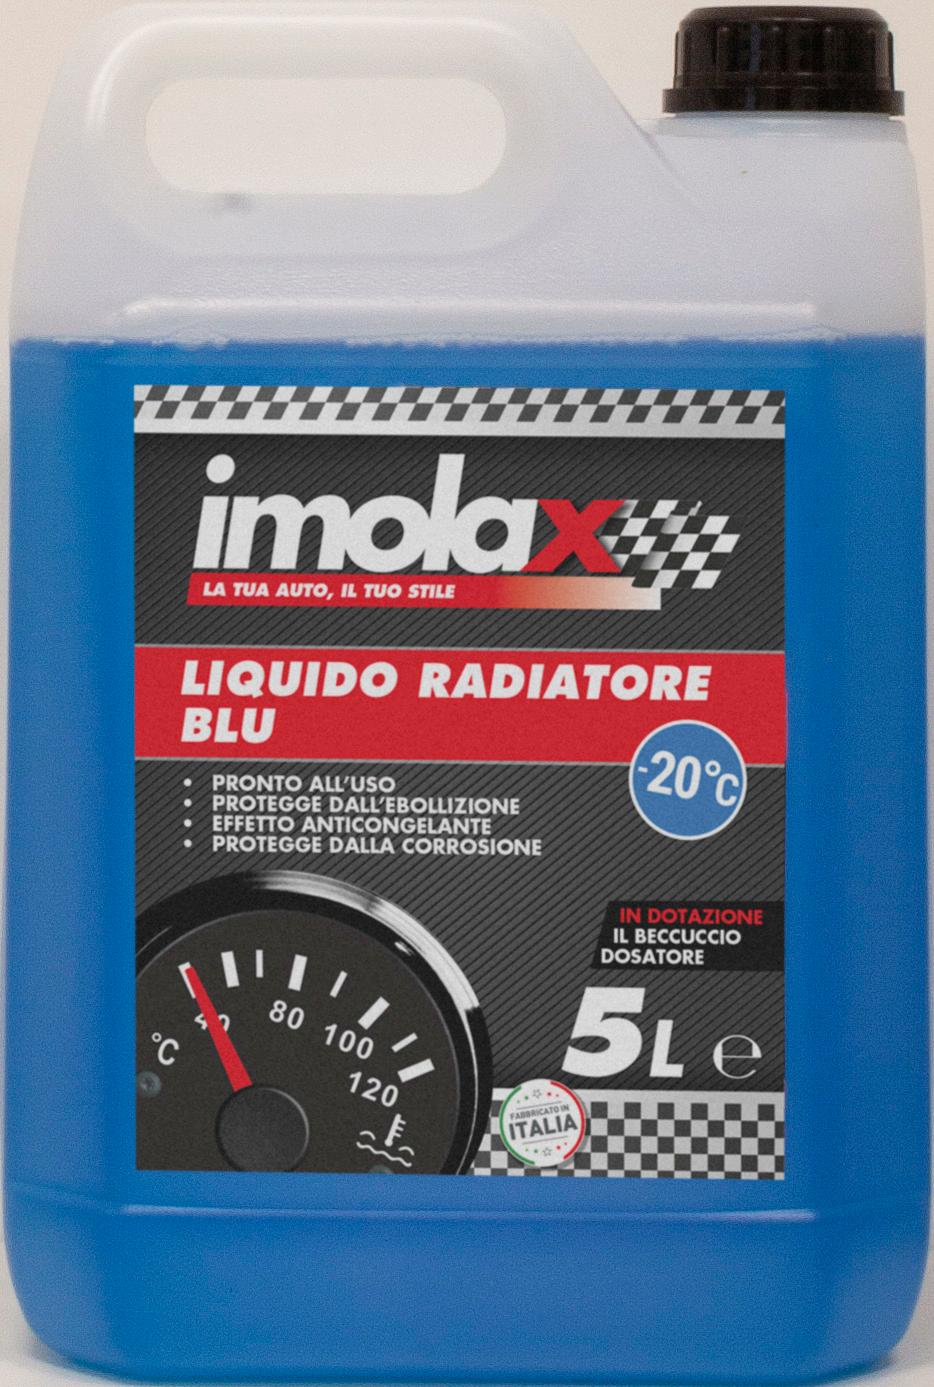 imolax
LA TUA AUTO, IL TUO STILE
LIQUIDO RADIATORE
BLU
-20°C
• PRONTO ALL'USO
• PROTEGGE DALL'EBOLLIZIONE
• EFFETTO ANTICONGELANTE
• PROTEGGE DALLA CORROSIONE
IN DOTAZIONE
IL BECCUCCIO
DOSATORE
5L ℮
°C
40
80
100
120
FABBRICATO IN
ITALIA